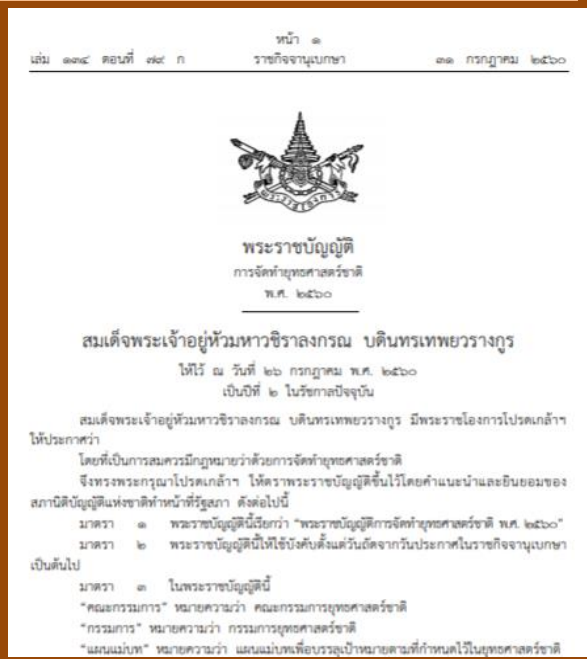 หน้า ๑
เล่ม ๑๓๔ ตอนที่ ๗๙ ก ราชกิจจานุเบกษา ๓๑ กรกฎาคม ๒๕๖๐
พระราชบัญญัติ
การจัดทำยุทธศาสตร์ชาติ
พ.ศ. ๒๕๖๐
สมเด็จพระเจ้าอยู่หัวมหาวชิราลงกรณ บดินทรเทพยวรางกูร
ให้ไว้ ณ วันที่ ๒๖ กรกฎาคม พ.ศ. ๒๕๖๐
เป็นปีที่ ๒ ในรัชกาลปัจจุบัน
สมเด็จพระเจ้าอยู่หัวมหาวชิราลงกรณ บดินทรเทพยวรางกูร มีพระราชโองการโปรดเกล้าฯ
ให้ประกาศว่า
โดยที่เป็นการสมควรมีกฎหมายว่าด้วยการจัดทำยุทธศาสตร์ชาติ
จึงทรงพระกรุณาโปรดเกล้าฯ ให้ตราพระราชบัญญัติขึ้นไว้โดยคำแนะนำและยินยอมของ
สภานิติบัญญัติแห่งชาติทำหน้าที่รัฐสภา ดังต่อไปนี้
มาตรา ๑ พระราชบัญญัตินี้เรียกว่า “พระราชบัญญัติการจัดทำยุทธศาสตร์ชาติ พ.ศ. ๒๕๖๐”
มาตรา ๒ พระราชบัญญัตินี้ให้ใช้บังคับตั้งแต่วันถัดจากวันประกาศในราชกิจจานุเบกษา
เป็นต้นไป
มาตรา ๓ ในพระราชบัญญัตินี้
“คณะกรรมการ” หมายความว่า คณะกรรมการยุทธศาสตร์ชาติ
“กรรมการ” หมายความว่า กรรมการยุทธศาสตร์ชาติ
“แผนแม่บท” หมายความว่า แผนแม่บทเพื่อบรรลุเป้าหมายตามที่กำหนดไว้ในยุทธศาสตร์ชาติ